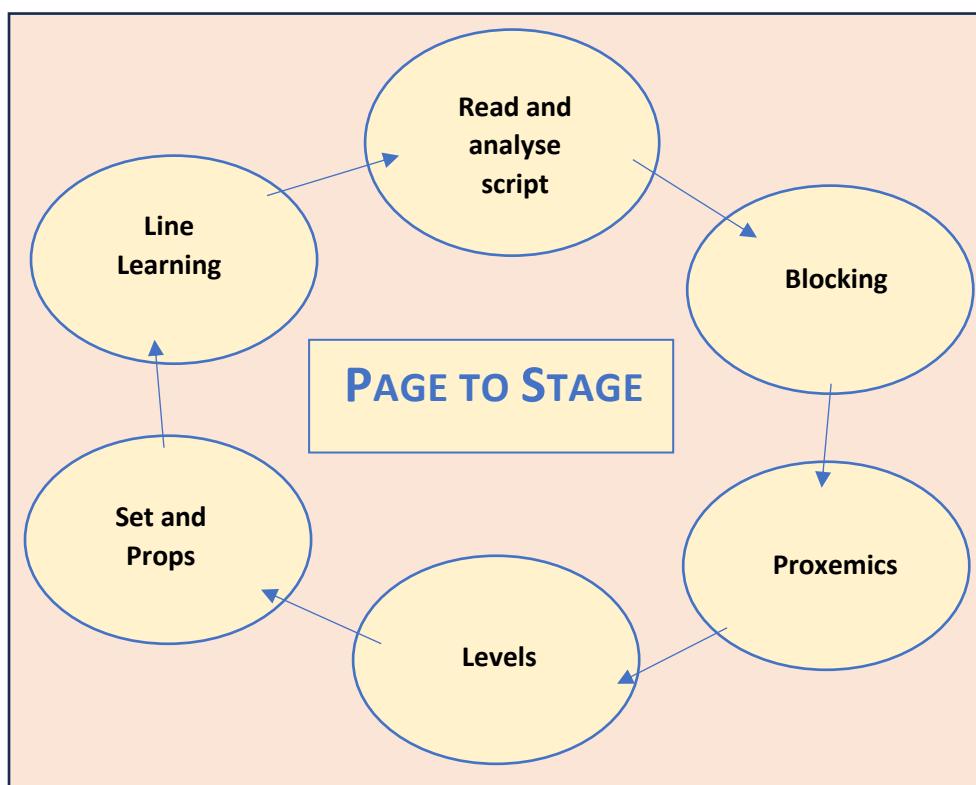 Read and
analyse
script
Blocking
Proxemics
Levels
Set and
Props
Line
Learning
PAGE TO STAGE